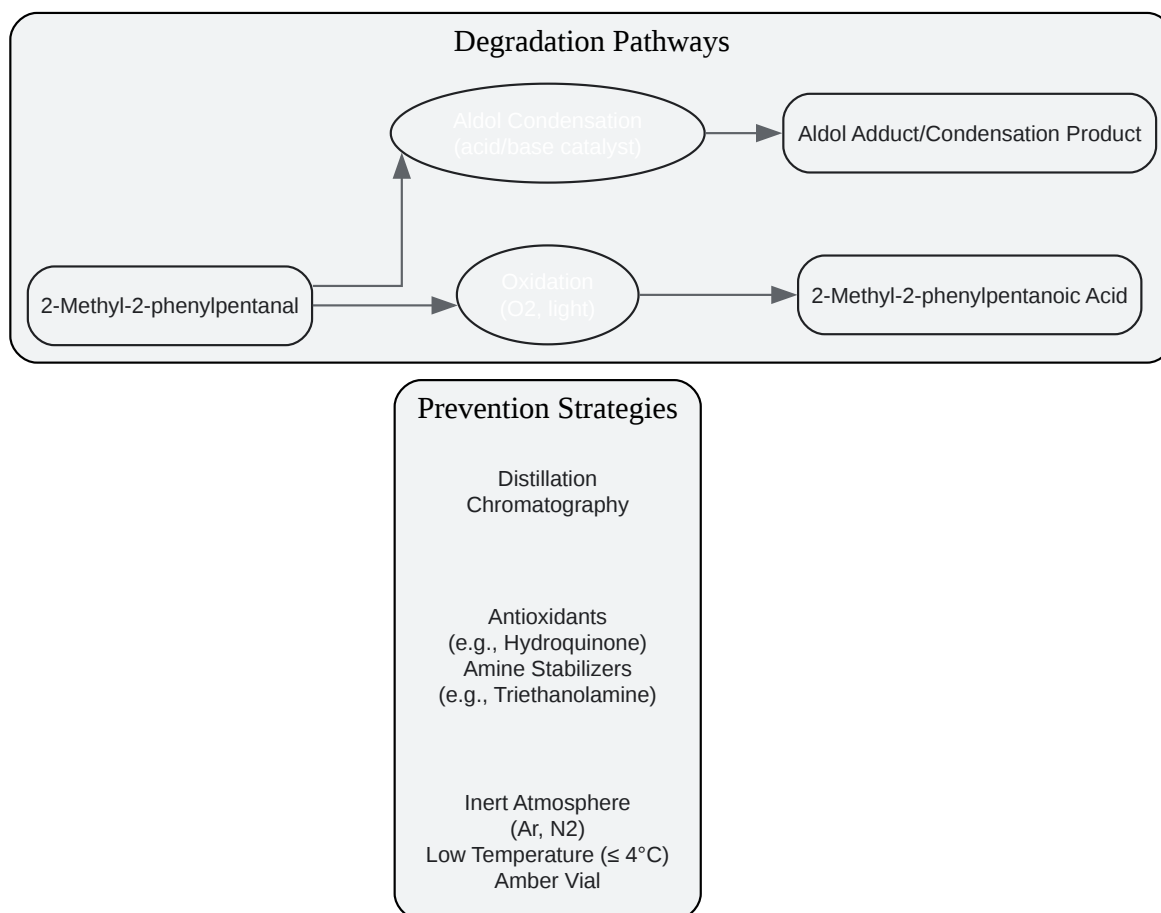 Degradation Pathways
Aldol Condensation
(acid/base catalyst)
Aldol Adduct/Condensation Product
2-Methyl-2-phenylpentanal
Oxidation
(O2, light)
2-Methyl-2-phenylpentanoic Acid
Prevention Strategies
Distillation
Chromatography
Antioxidants
(e.g., Hydroquinone)
Amine Stabilizers
(e.g., Triethanolamine)
Inert Atmosphere
(Ar, N2)
Low Temperature (≤ 4°C)
Amber Vial